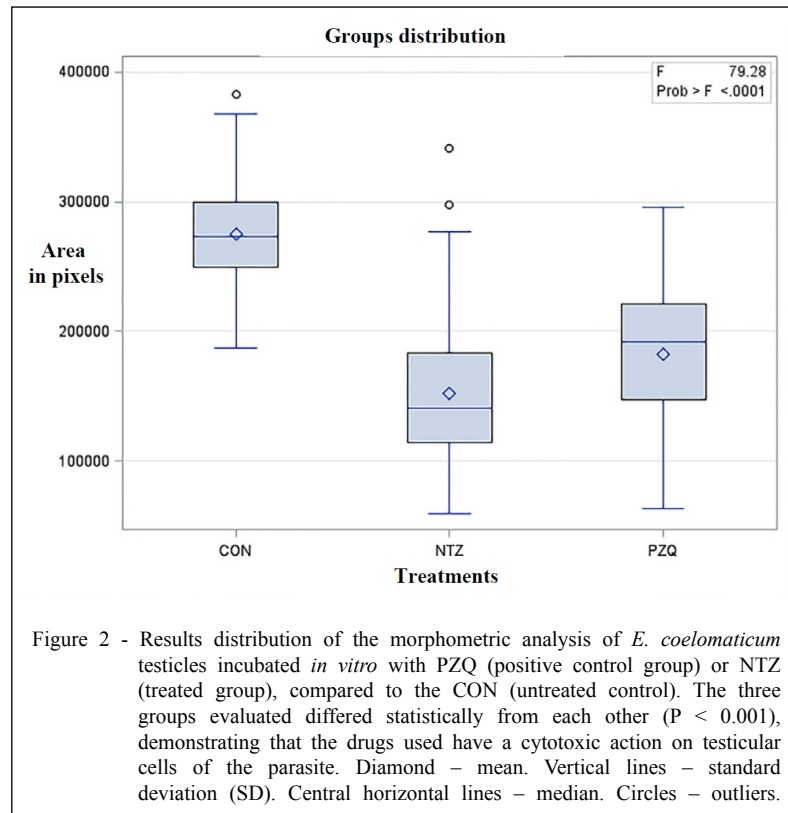 Groups distribution
F 79.28
Prob > F <.0001
400000
300000
200000
100000
Area
in pixels
CON NTZ PZQ
Treatments
Figure 2 - Results distribution of the morphometric analysis of E. coelomaticum
testicles incubated in vitro with PZQ (positive control group) or NTZ
(treated group), compared to the CON (untreated control). The three
groups evaluated differed statistically from each other (P < 0.001),
demonstrating that the drugs used have a cytotoxic action on testicular
cells of the parasite. Diamond – mean. Vertical lines – standard
deviation (SD). Central horizontal lines – median. Circles – outliers.